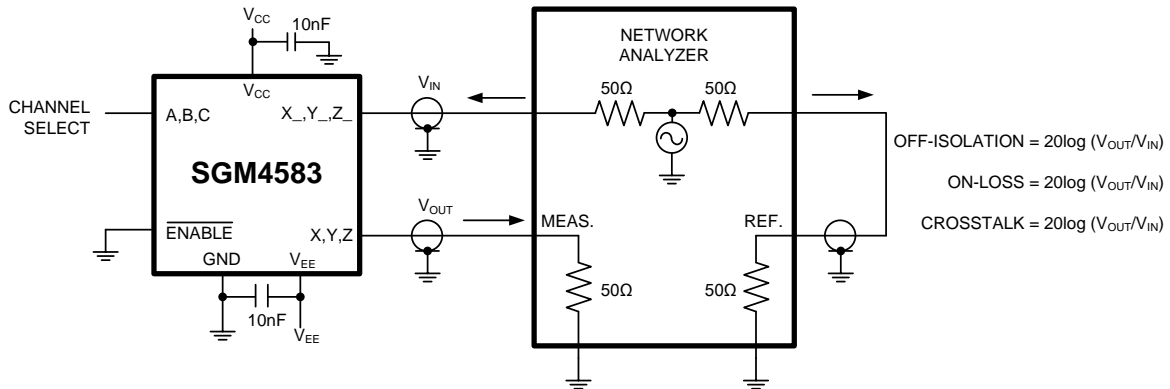 VCC
10nF
VCC
CHANNEL
SELECT
A,B,C
X_,Y_,Z_
VIN
SGM4583
ENABLE
X,Y,Z
VOUT
GND
VEE
10nF
VEE
NETWORK
ANALYZER
50Ω
50Ω
MEAS.
REF.
50Ω
50Ω
OFF-ISOLATION = 20log (VOUT/VIN)
ON-LOSS = 20log (VOUT/VIN)
CROSSTALK = 20log (VOUT/VIN)